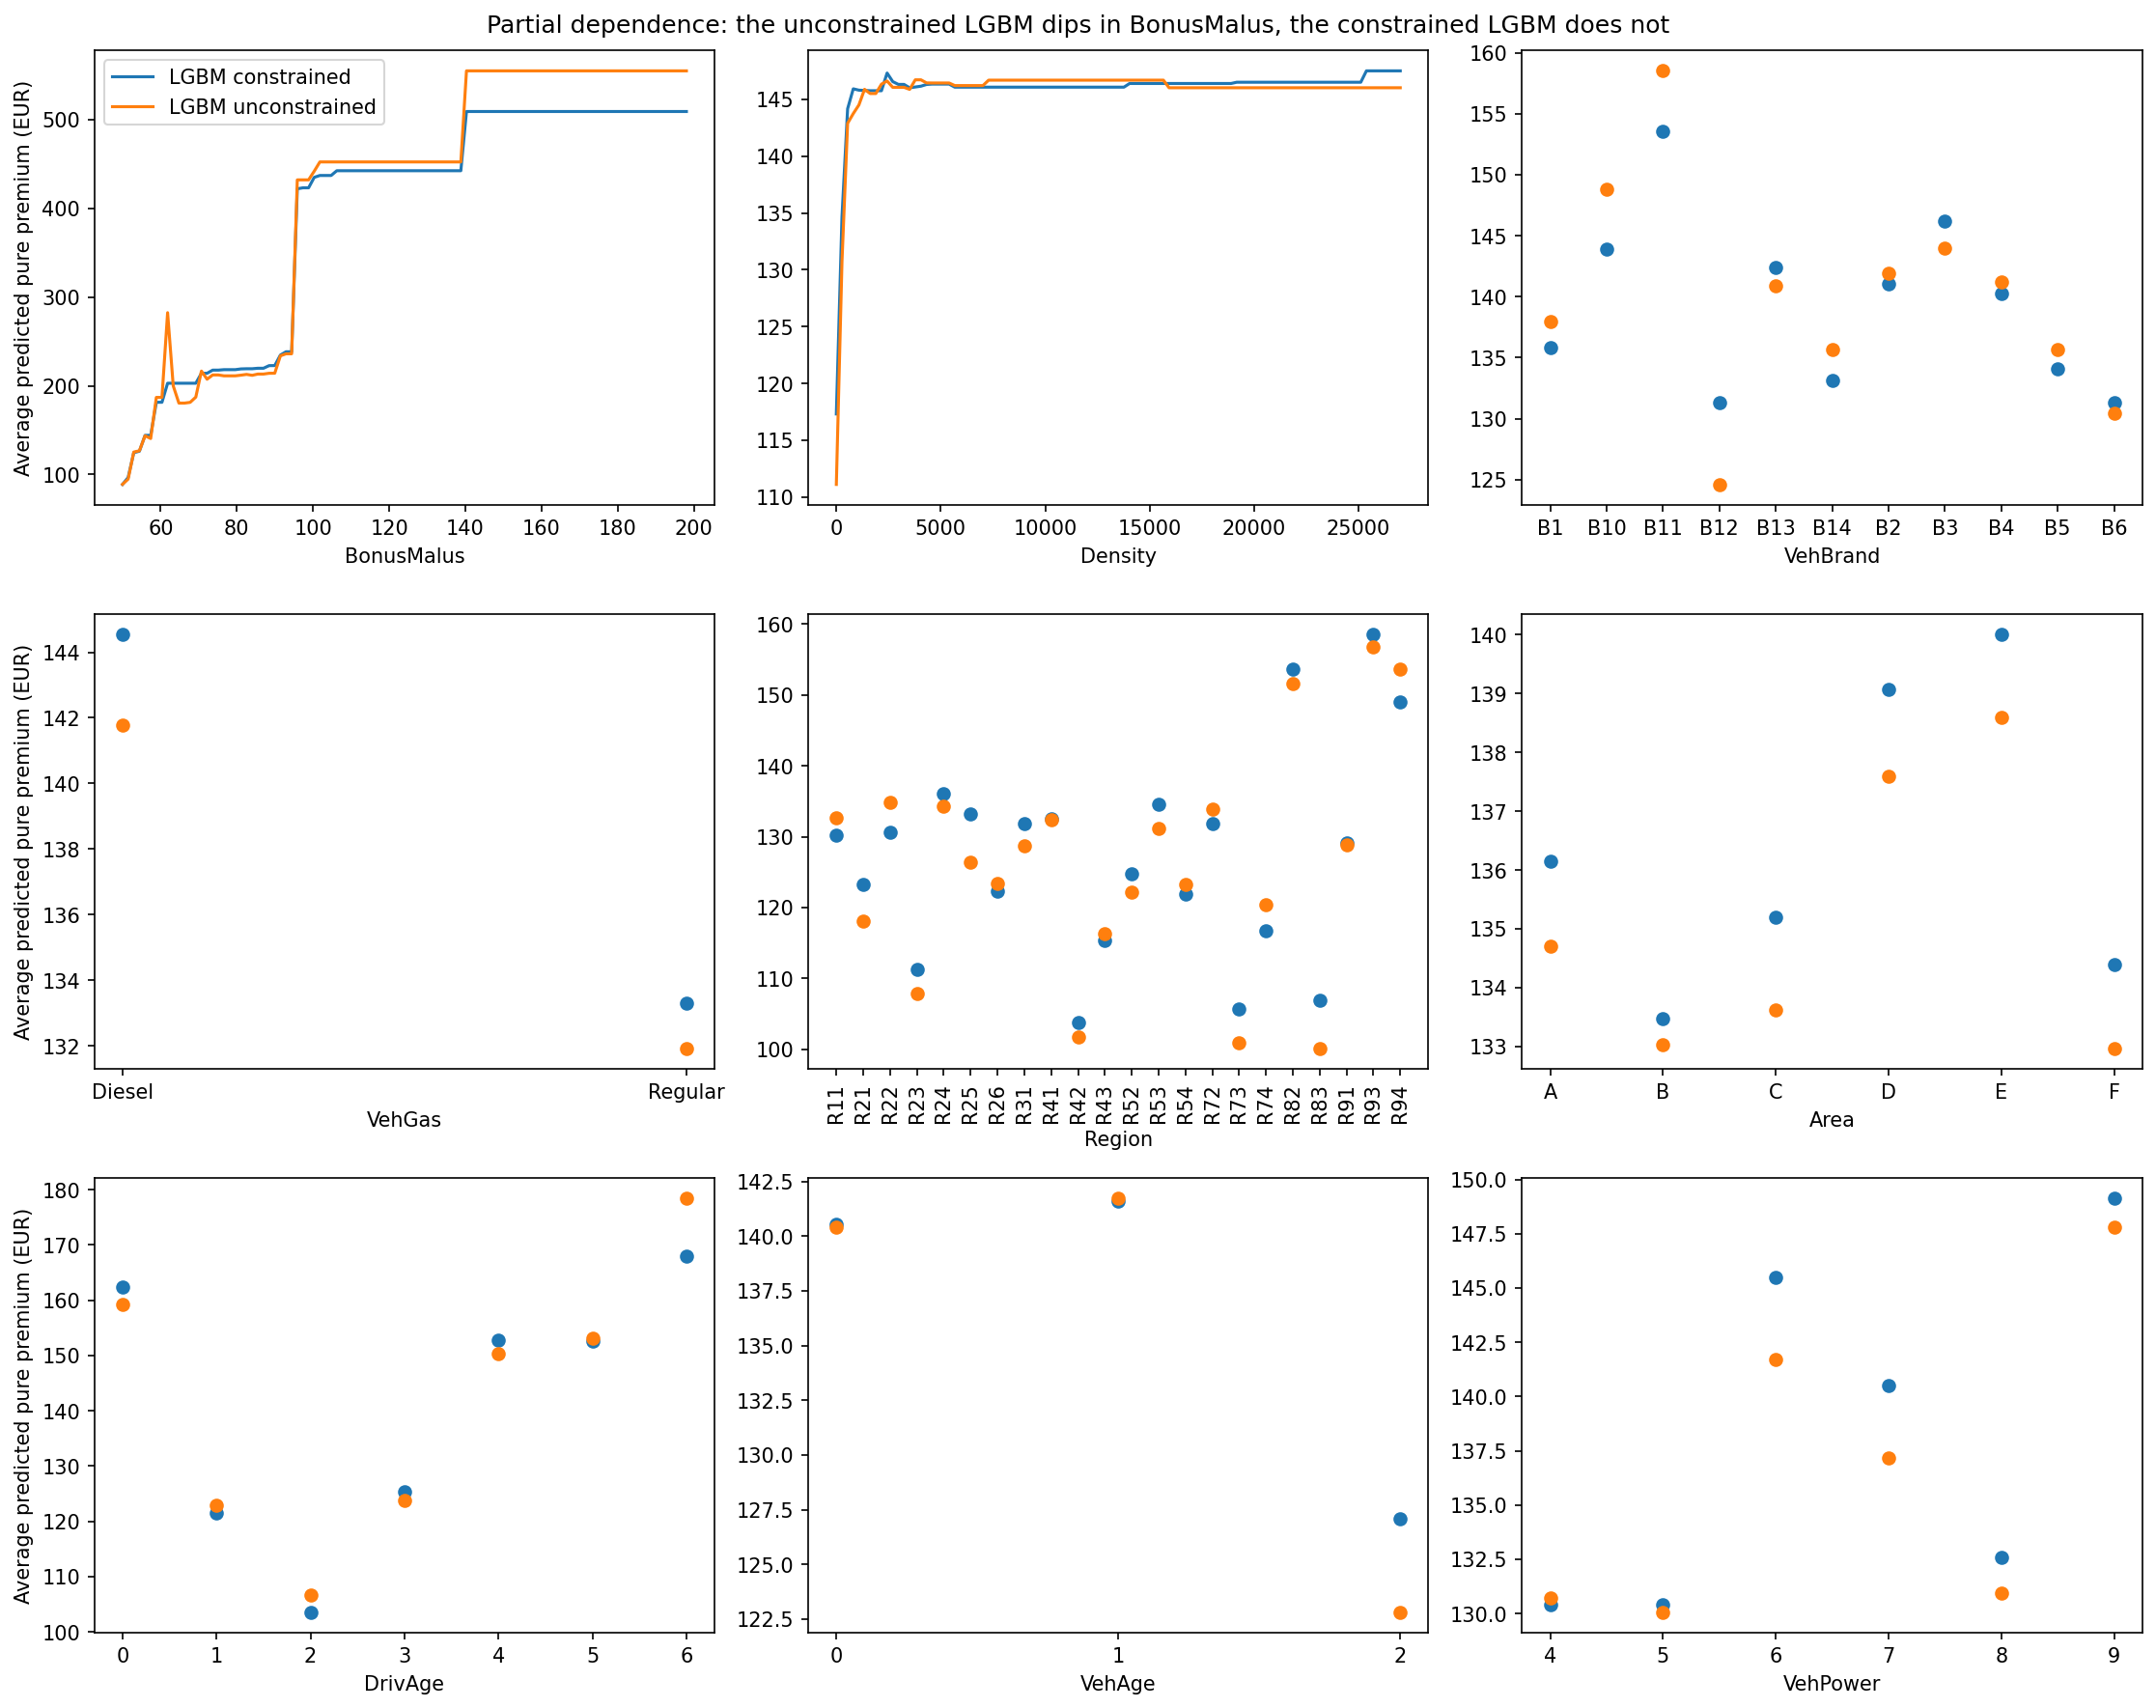 Partial dependence: the unconstrained LGBM dips in BonusMalus, the constrained LGBM does not
LGBM constrained
LGBM unconstrained
Average predicted pure premium (EUR)
500
400
300
200
100
60 80 100 120 140 160 180 200
BonusMalus
145
140
135
130
125
120
115
110
0 5000 10000 15000 20000 25000
Density
160
155
150
145
140
135
130
125
B1 B10 B11 B12 B13 B14 B2 B3 B4 B5 B6
VehBrand
Average predicted pure premium (EUR)
144
142
140
138
136
134
132
Diesel Regular
VehGas
160
150
140
130
120
110
100
R11 R21 R22 R23 R24 R25 R26 R31 R41 R42 R43 R52 R53 R54 R72 R73 R74 R82 R83 R91 R93 R94
Region
140
139
138
137
136
135
134
133
A B C D E F
Area
Average predicted pure premium (EUR)
180
170
160
150
140
130
120
110
100
0 1 2 3 4 5 6
DrivAge
142.5
140.0
137.5
135.0
132.5
130.0
127.5
125.0
122.5
0 1 2
VehAge
150.0
147.5
145.0
142.5
140.0
137.5
135.0
132.5
130.0
4 5 6 7 8 9
VehPower